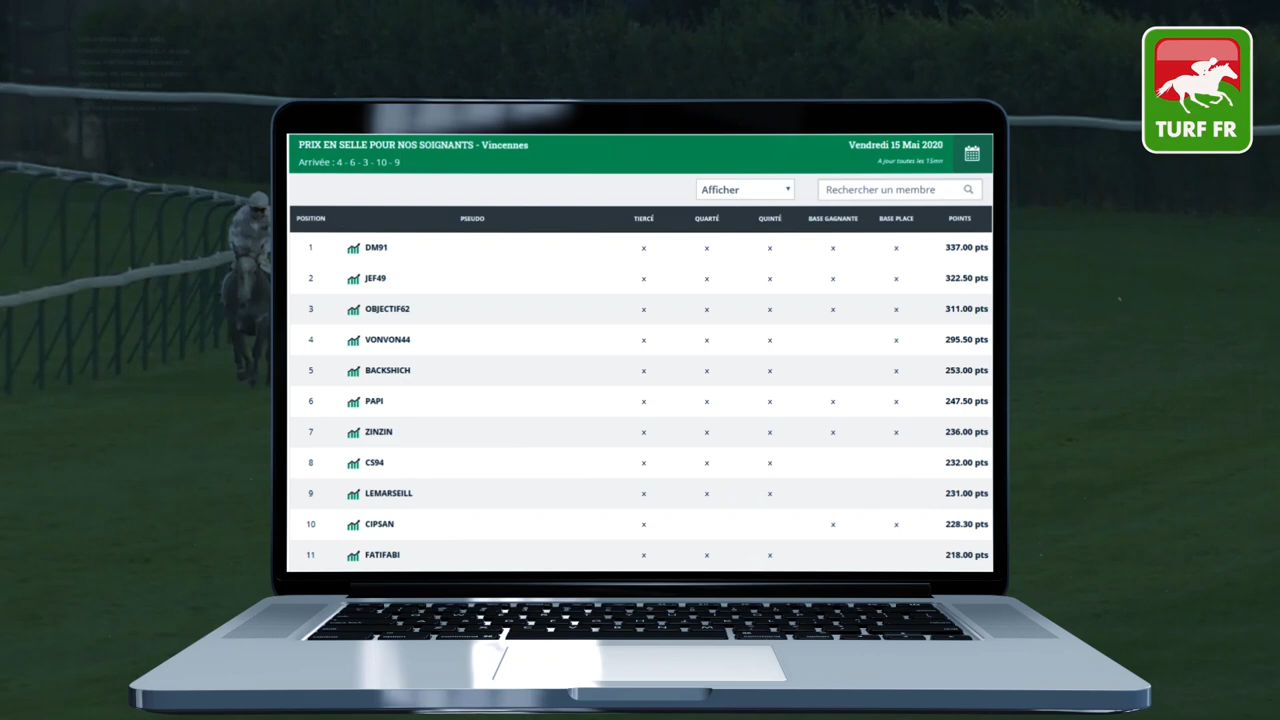 TURF FR
PRIX EN SELLE POUR NOS SOIGNANTS - Vincennes
Vendredi 15 Mai 2020
Arrivée : 4 - 6 - 3 - 10 - 9
A jour toutes les 15mn
Afficher
Rechercher un membre
POSITION PSEUDO TIERCÉ QUARTÉ QUINTÉ BASE GAGNANTE BASE PLACE POINTS
1 DM91 x x x x x 337.00 pts
2 JEF49 x x x x x 322.50 pts
3 OBJECTIF62 x x x x x 311.00 pts
4 VONVON44 x x x x 295.50 pts
5 BACKSHICH x x x x 253.00 pts
6 PAPI x x x x x 247.50 pts
7 ZINZIN x x x x x 236.00 pts
8 CS94 x x x 232.00 pts
9 LEMARSEILL x x x 231.00 pts
10 CIPSAN x x x 228.30 pts
11 FATIFABI x x x 218.00 pts